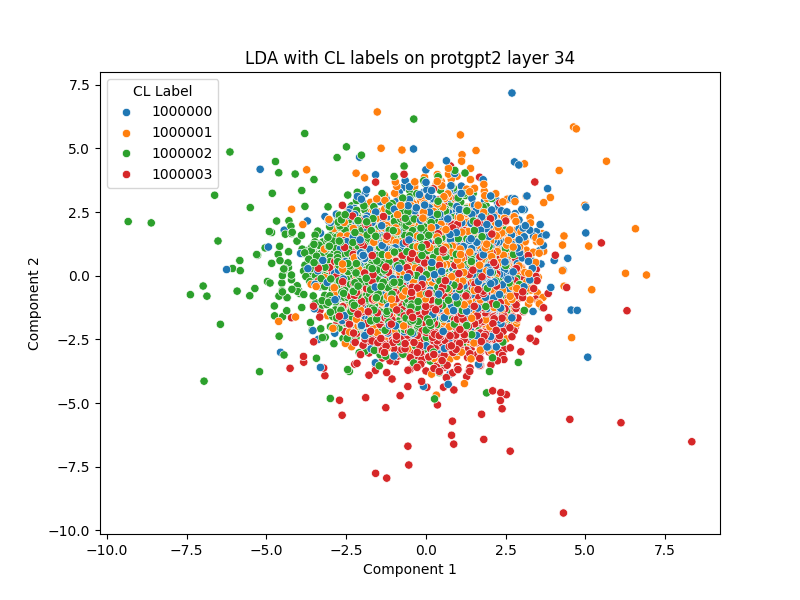 LDA with CL labels on protgpt2 layer 34
CL Label
1000000
1000001
1000002
1000003
7.5
5.0
2.5
0.0
−2.5
−5.0
−7.5
−10.0
Component 2
−10.0 −7.5 −5.0 −2.5 0.0 2.5 5.0 7.5
Component 1